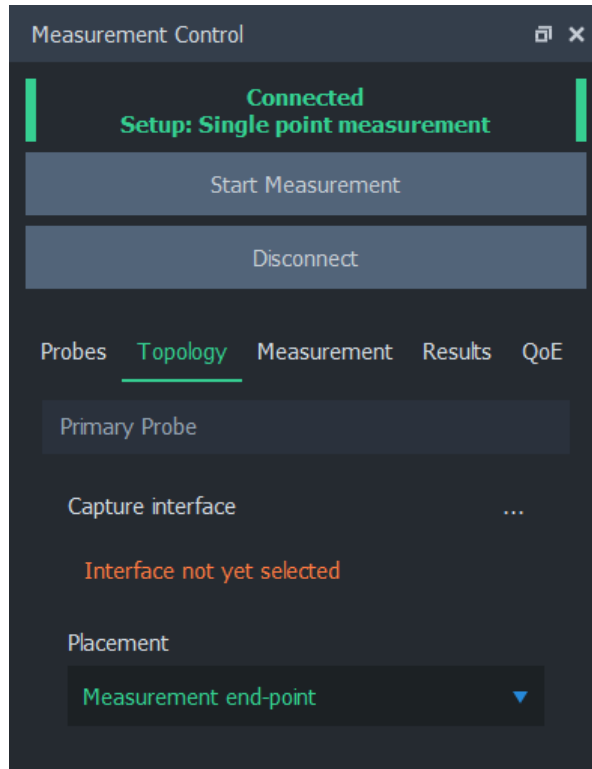 Measurement Control
Connected
Setup: Single point measurement
Start Measurement
Disconnect
Probes Topology Measurement Results QoE
Primary Probe
Capture interface ...
Interface not yet selected
Placement
Measurement end-point